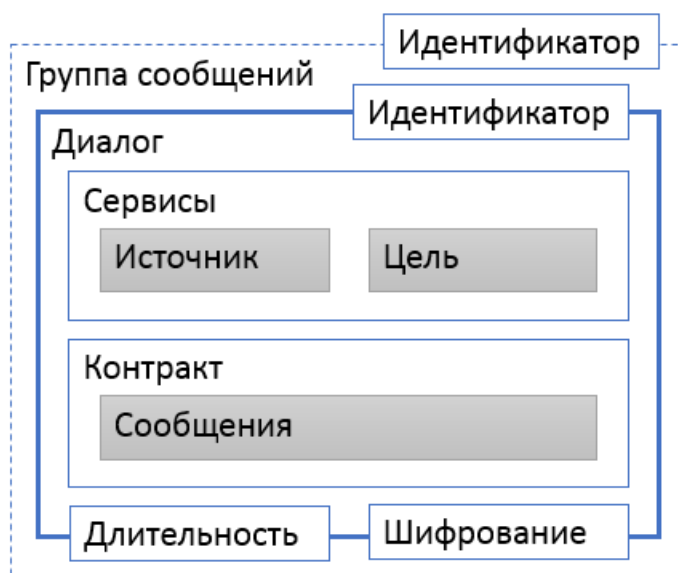 Идентификатор
Группа сообщений
Идентификатор
Диалог
Сервисы
Источник
Цель
Контракт
Сообщения
Длительность
Шифрование